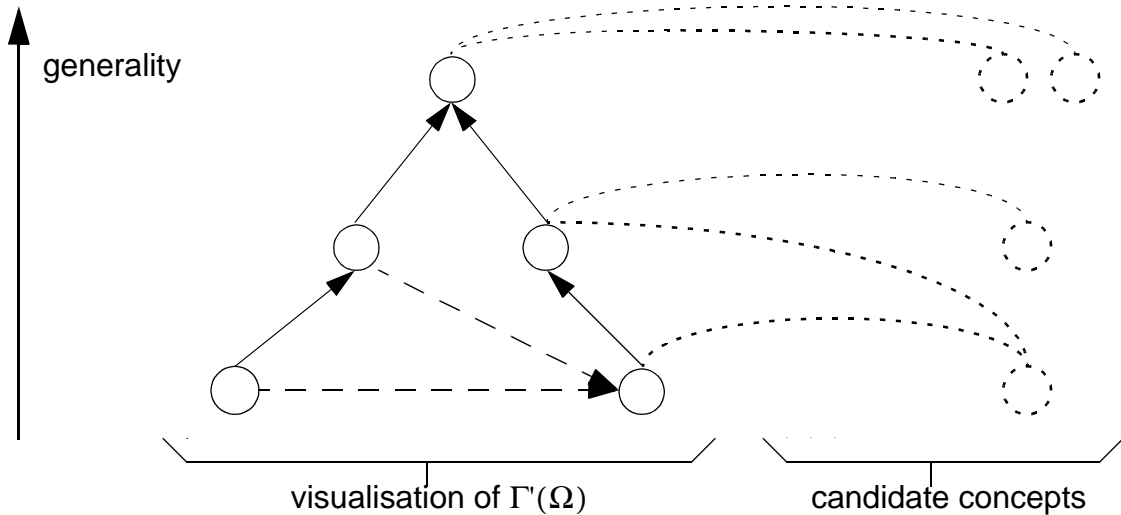 generality
visualisation of Γ'(Ω)
candidate concepts